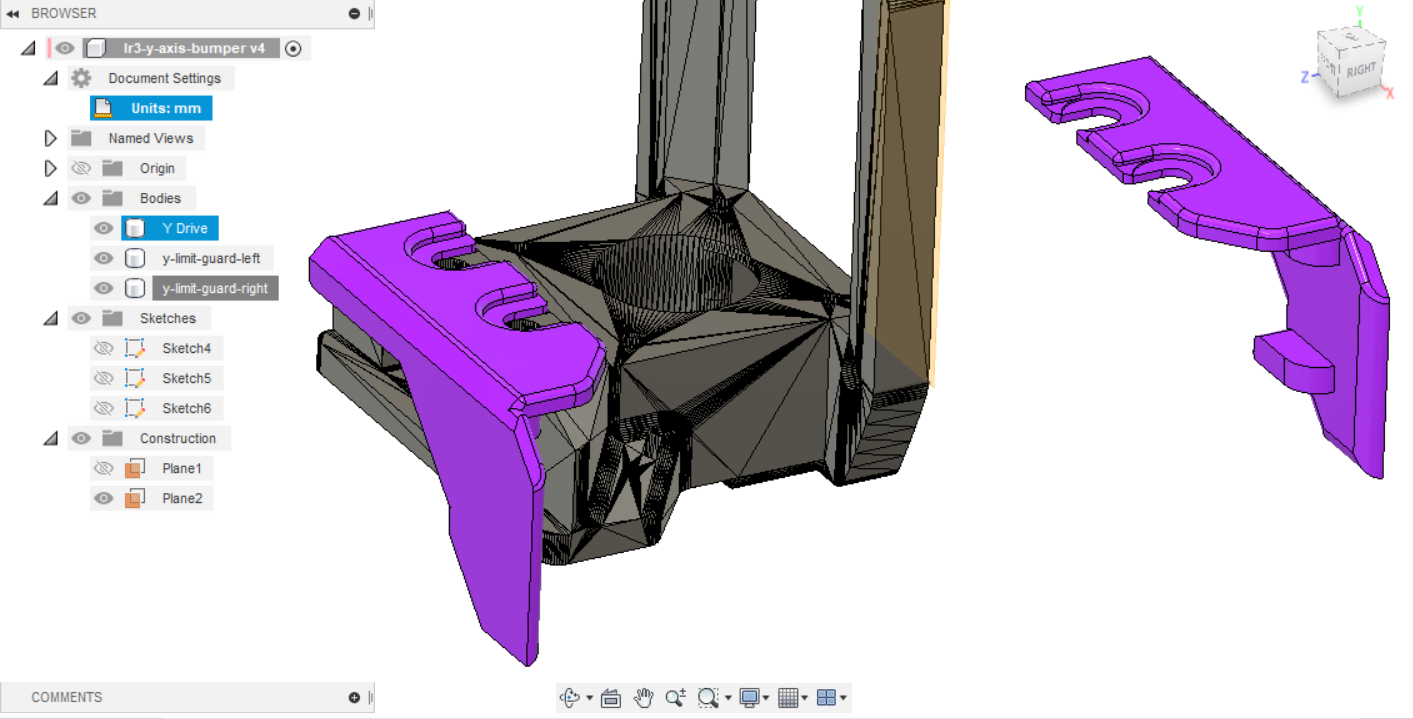 BROWSER
lr3-y-axis-bumper v4
Document Settings
Units: mm
Named Views
Origin
Bodies
Y Drive
y-limit-guard-left
y-limit-guard-right
Sketches
Sketch4
Sketch5
Sketch6
Construction
Plane1
Plane2
COMMENTS
Y
Z
RIGHT
X